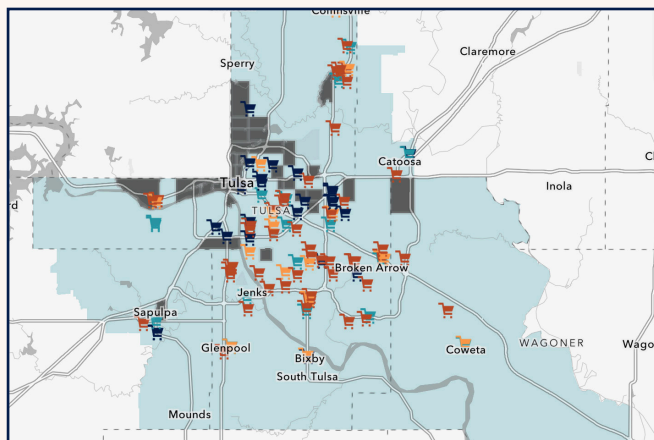 Collinsville
Sperry
Claremore
Catoosa
Tulsa
Inola
TULSA
Broken Arrow
Jenks
Sapulpa
Glenpool
Bixby
Coweta
WAGONER
South Tulsa
Mounds